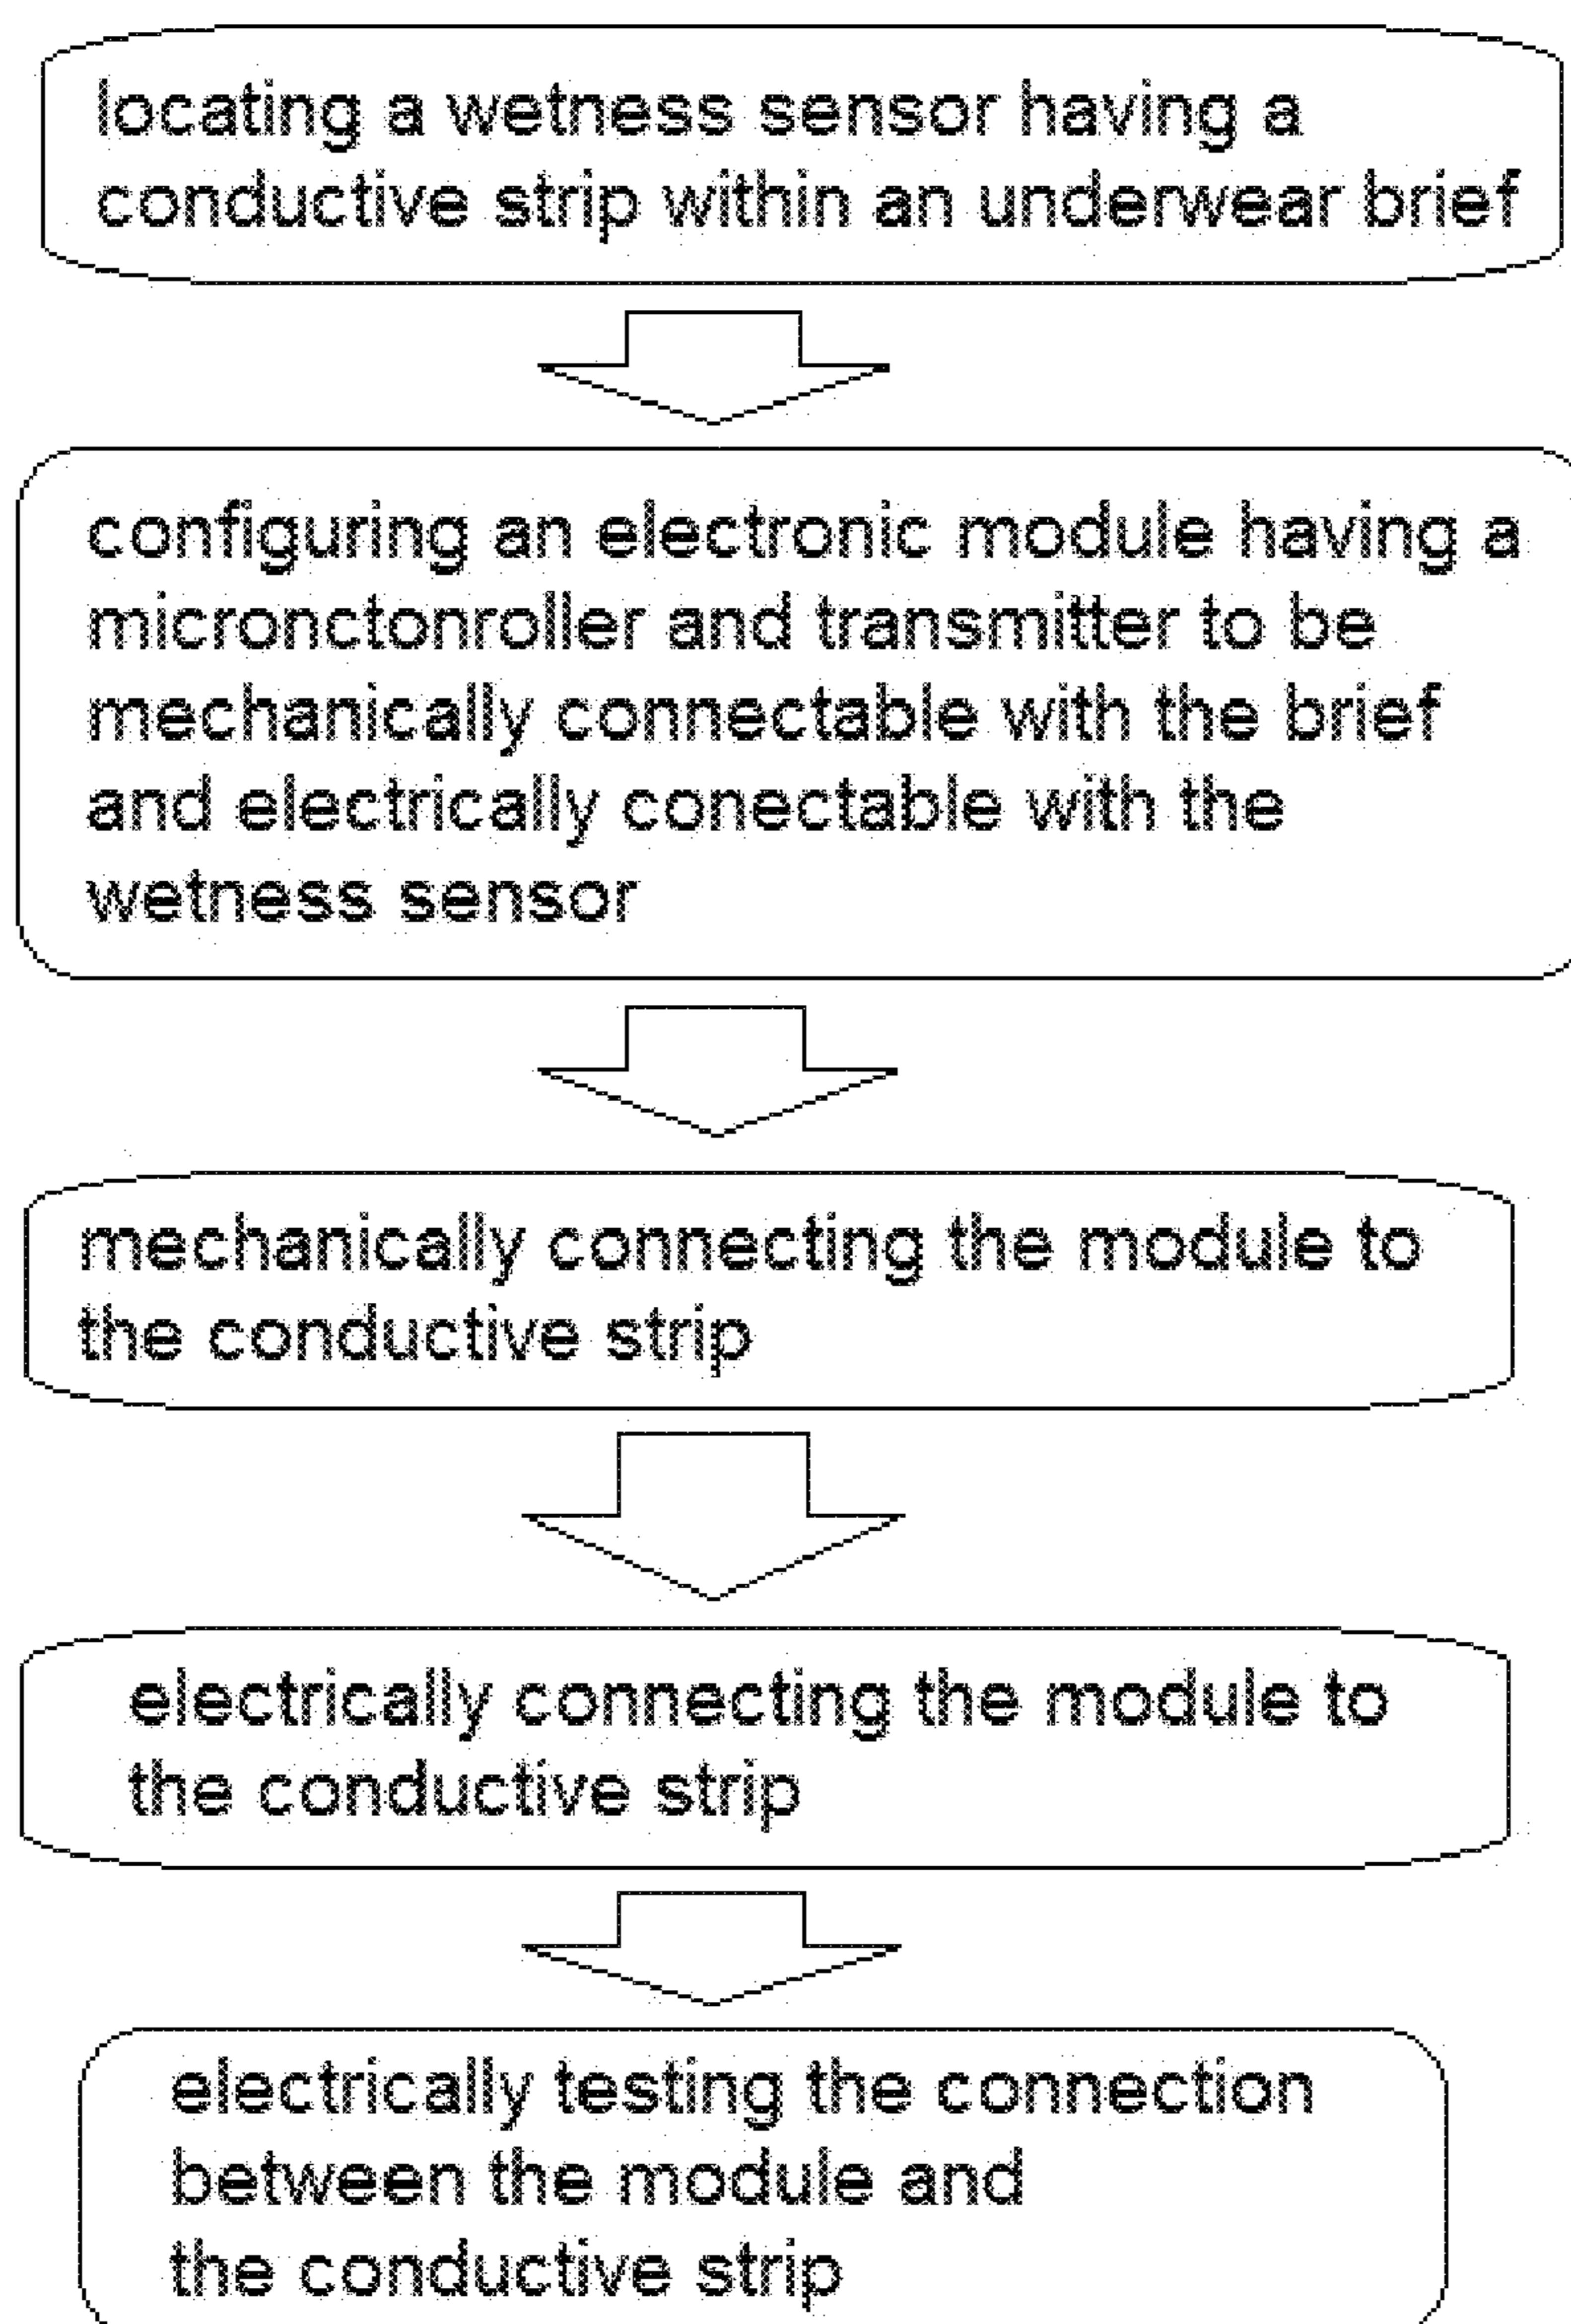 locating a wetness sensor having a
conductive strip within an underwear brief
configuring an electronic module having a
micronctonroller and transmitter to be
mechanically connectable with the brief
and electrically conectable with the
wetness sensor
mechanically connecting the module to
the conductive strip
electrically connecting the module to
the conductive strip
electrically testing the connection
between the module and
the conductive strip